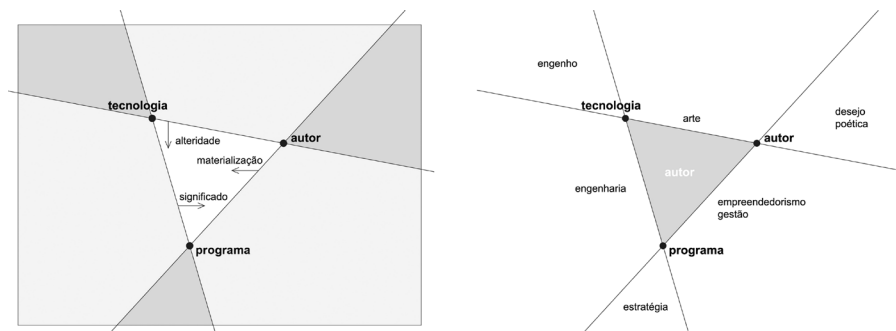 tecnologia
autor
alteridade
materialização
significado
programa
engenho
tecnologia
arte
autor
desejo
poética
autor
engenharia
empreendedorismo
gestão
programa
estratégia